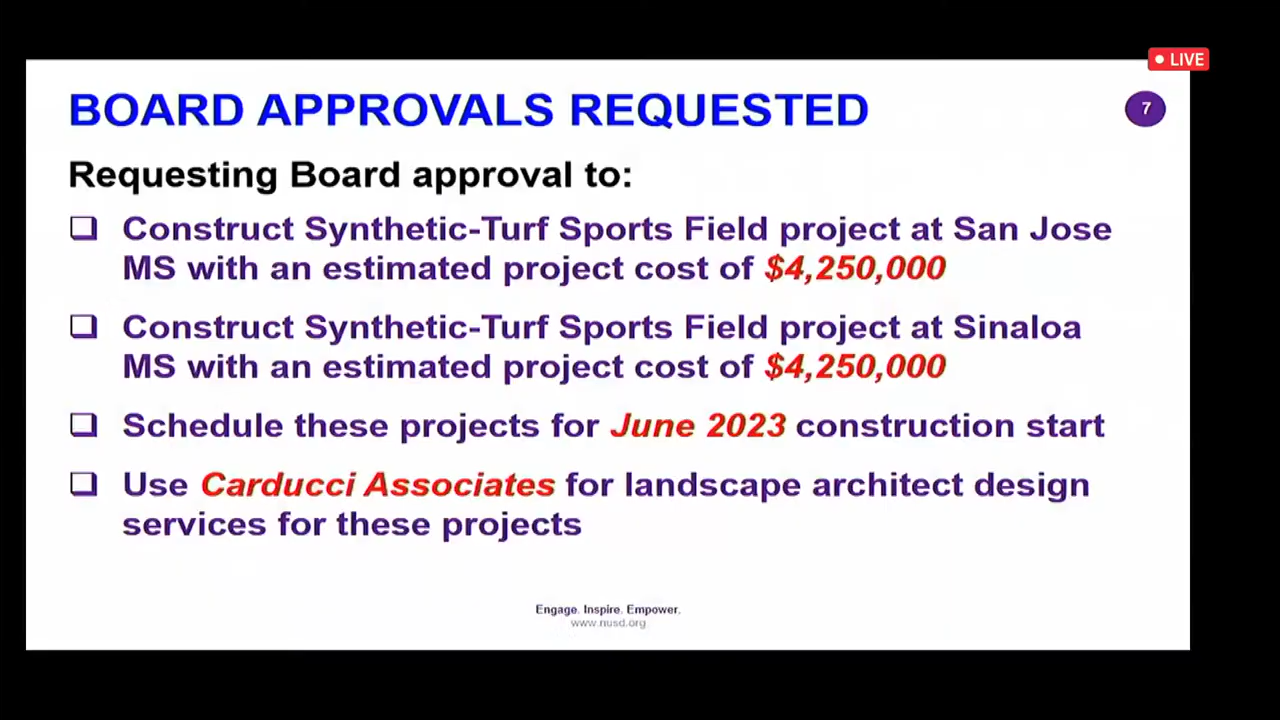 LIVE
BOARD APPROVALS REQUESTED
7
Requesting Board approval to:
Construct Synthetic-Turf Sports Field project at San Jose
MS with an estimated project cost of $4,250,000
Construct Synthetic-Turf Sports Field project at Sinaloa
MS with an estimated project cost of $4,250,000
Schedule these projects for June 2023 construction start
Use Carducci Associates for landscape architect design
services for these projects
Engage. Inspire. Empower.
www.nusd.org